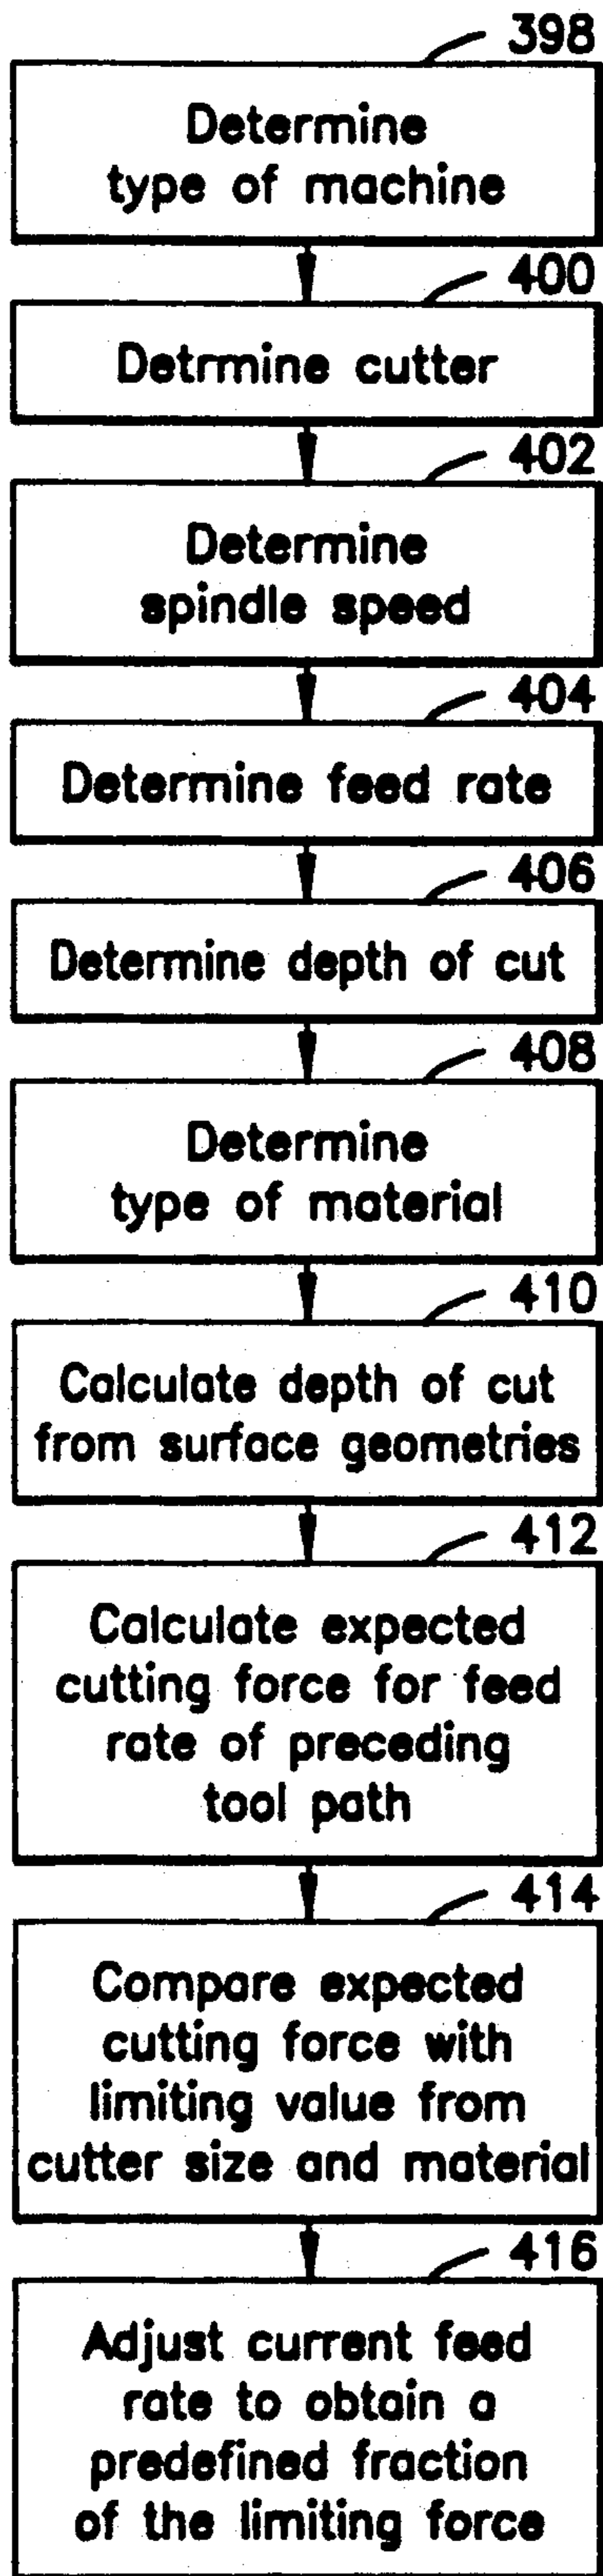 398
Determine
type of machine
400
Detrmine cutter
402
Determine
spindle speed
404
Determine feed rate
406
Determine depth of cut
408
Determine
type of material
410
Calculate depth of cut
from surface geometries
412
Calculate expected
cutting force for feed
rate of preceding
tool path
414
Compare expected
cutting force with
limiting value from
cutter size and material
416
Adjust current feed
rate to obtain a
predefined fraction
of the limiting force